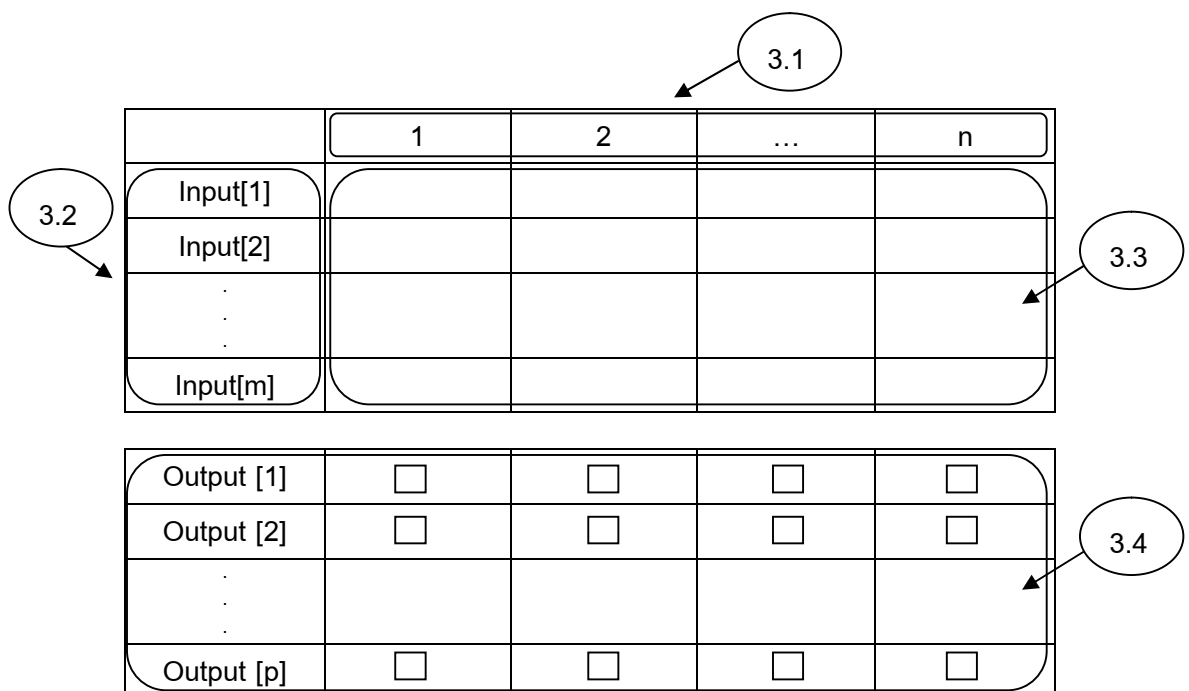 3.1
1 2 … n
Input[1]
3.2
Input[2]
3.3
.
.
.
Input[m]
Output [1]
Output [2]
3.4
.
.
.
Output [p]